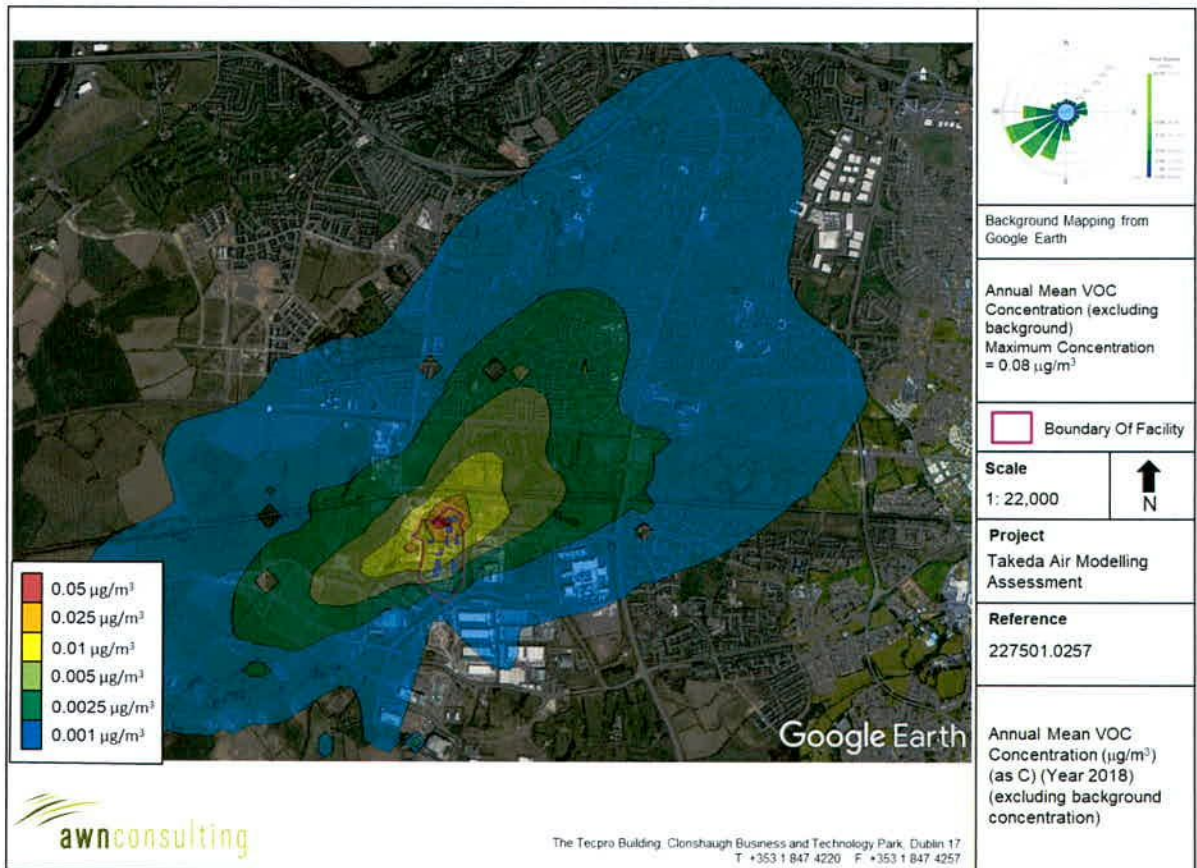 Background Mapping from
Google Earth
Annual Mean VOC
Concentration (excluding
background)
Maximum Concentration
= 0.08 µg/m³
Boundary Of Facility
Scale
1: 22,000
N
Project
Takeda Air Modelling
Assessment
Reference
227501.0257
Annual Mean VOC
Concentration (µg/m³)
(as C) (Year 2018)
(excluding background
concentration)
0.05 µg/m³
0.025 µg/m³
0.01 µg/m³
0.005 µg/m³
0.0025 µg/m³
0.001 µg/m³
Google Earth
awnconsulting
The Tecpro Building, Clonshaugh Business and Technology Park, Dublin 17
T +353 1 847 4220 F +353 1 847 4257